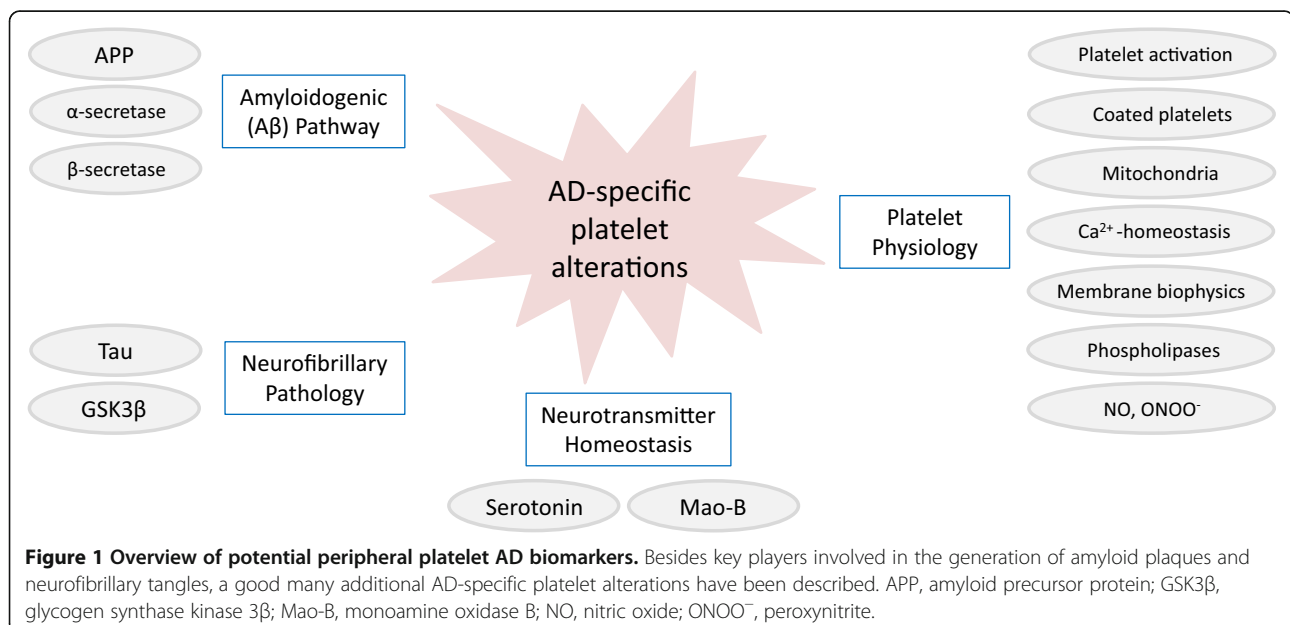 APP
α-secretase
β-secretase
Amyloidogenic
(Aβ) Pathway
AD-specific
platelet
alterations
Platelet
Physiology
Platelet activation
Coated platelets
Mitochondria
Ca²⁺-homeostasis
Membrane biophysics
Phospholipases
NO, ONOO⁻
Tau
GSK3β
Neurofibrillary
Pathology
Neurotransmitter
Homeostasis
Serotonin
Mao-B
Figure 1 Overview of potential peripheral platelet AD biomarkers. Besides key players involved in the generation of amyloid plaques and
neurofibrillary tangles, a good many additional AD-specific platelet alterations have been described. APP, amyloid precursor protein; GSK3β,
glycogen synthase kinase 3β; Mao-B, monoamine oxidase B; NO, nitric oxide; ONOO⁻, peroxynitrite.